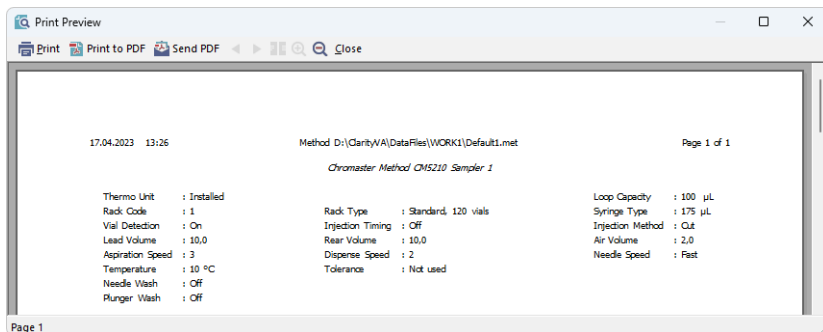 Print Preview
Print Print to PDF Send PDF Close
17.04.2023 13:26 Method D:\ClarityVA\DataFiles\WORK1\Default1.met Page 1 of 1
Chromaster Method CM5210 Sampler 1
Thermo Unit : Installed Loop Capacity : 100 µL
Rack Code : 1 Rack Type : Standard, 120 vials Syringe Type : 175 µL
Vial Detection : On Injection Timing : Off Injection Method : Cut
Lead Volume : 10,0 Rear Volume : 10,0 Air Volume : 2,0
Aspiration Speed : 3 Dispense Speed : 2 Needle Speed : Fast
Temperature : 10 °C Tolerance : Not used
Needle Wash : Off
Plunger Wash : Off
Page 1